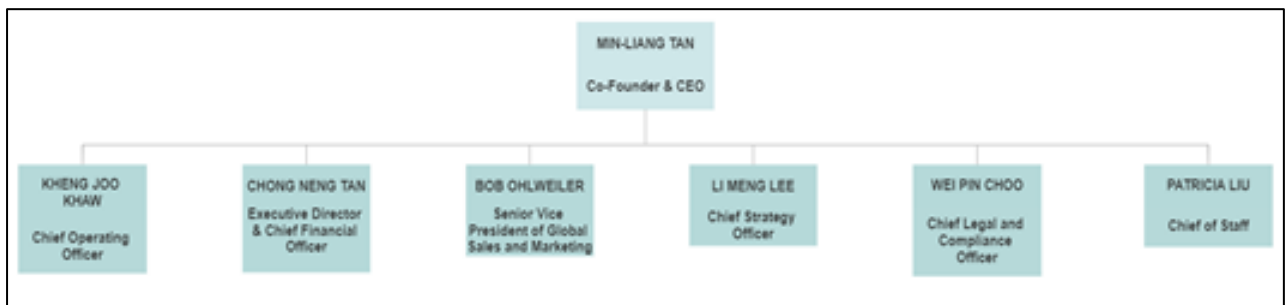 MIN-LIANG TAN
Co-Founder & CEO
KHENG JOO
KHAW
Chief Operating
Officer
CHONG NENG TAN
Executive Director
& Chief Financial
Officer
BOB OHLWEILER
Senior Vice
President of Global
Sales and Marketing
LI MENG LEE
Chief Strategy
Officer
WEI PIN CHOO
Chief Legal and
Compliance
Officer
PATRICIA LIU
Chief of Staff